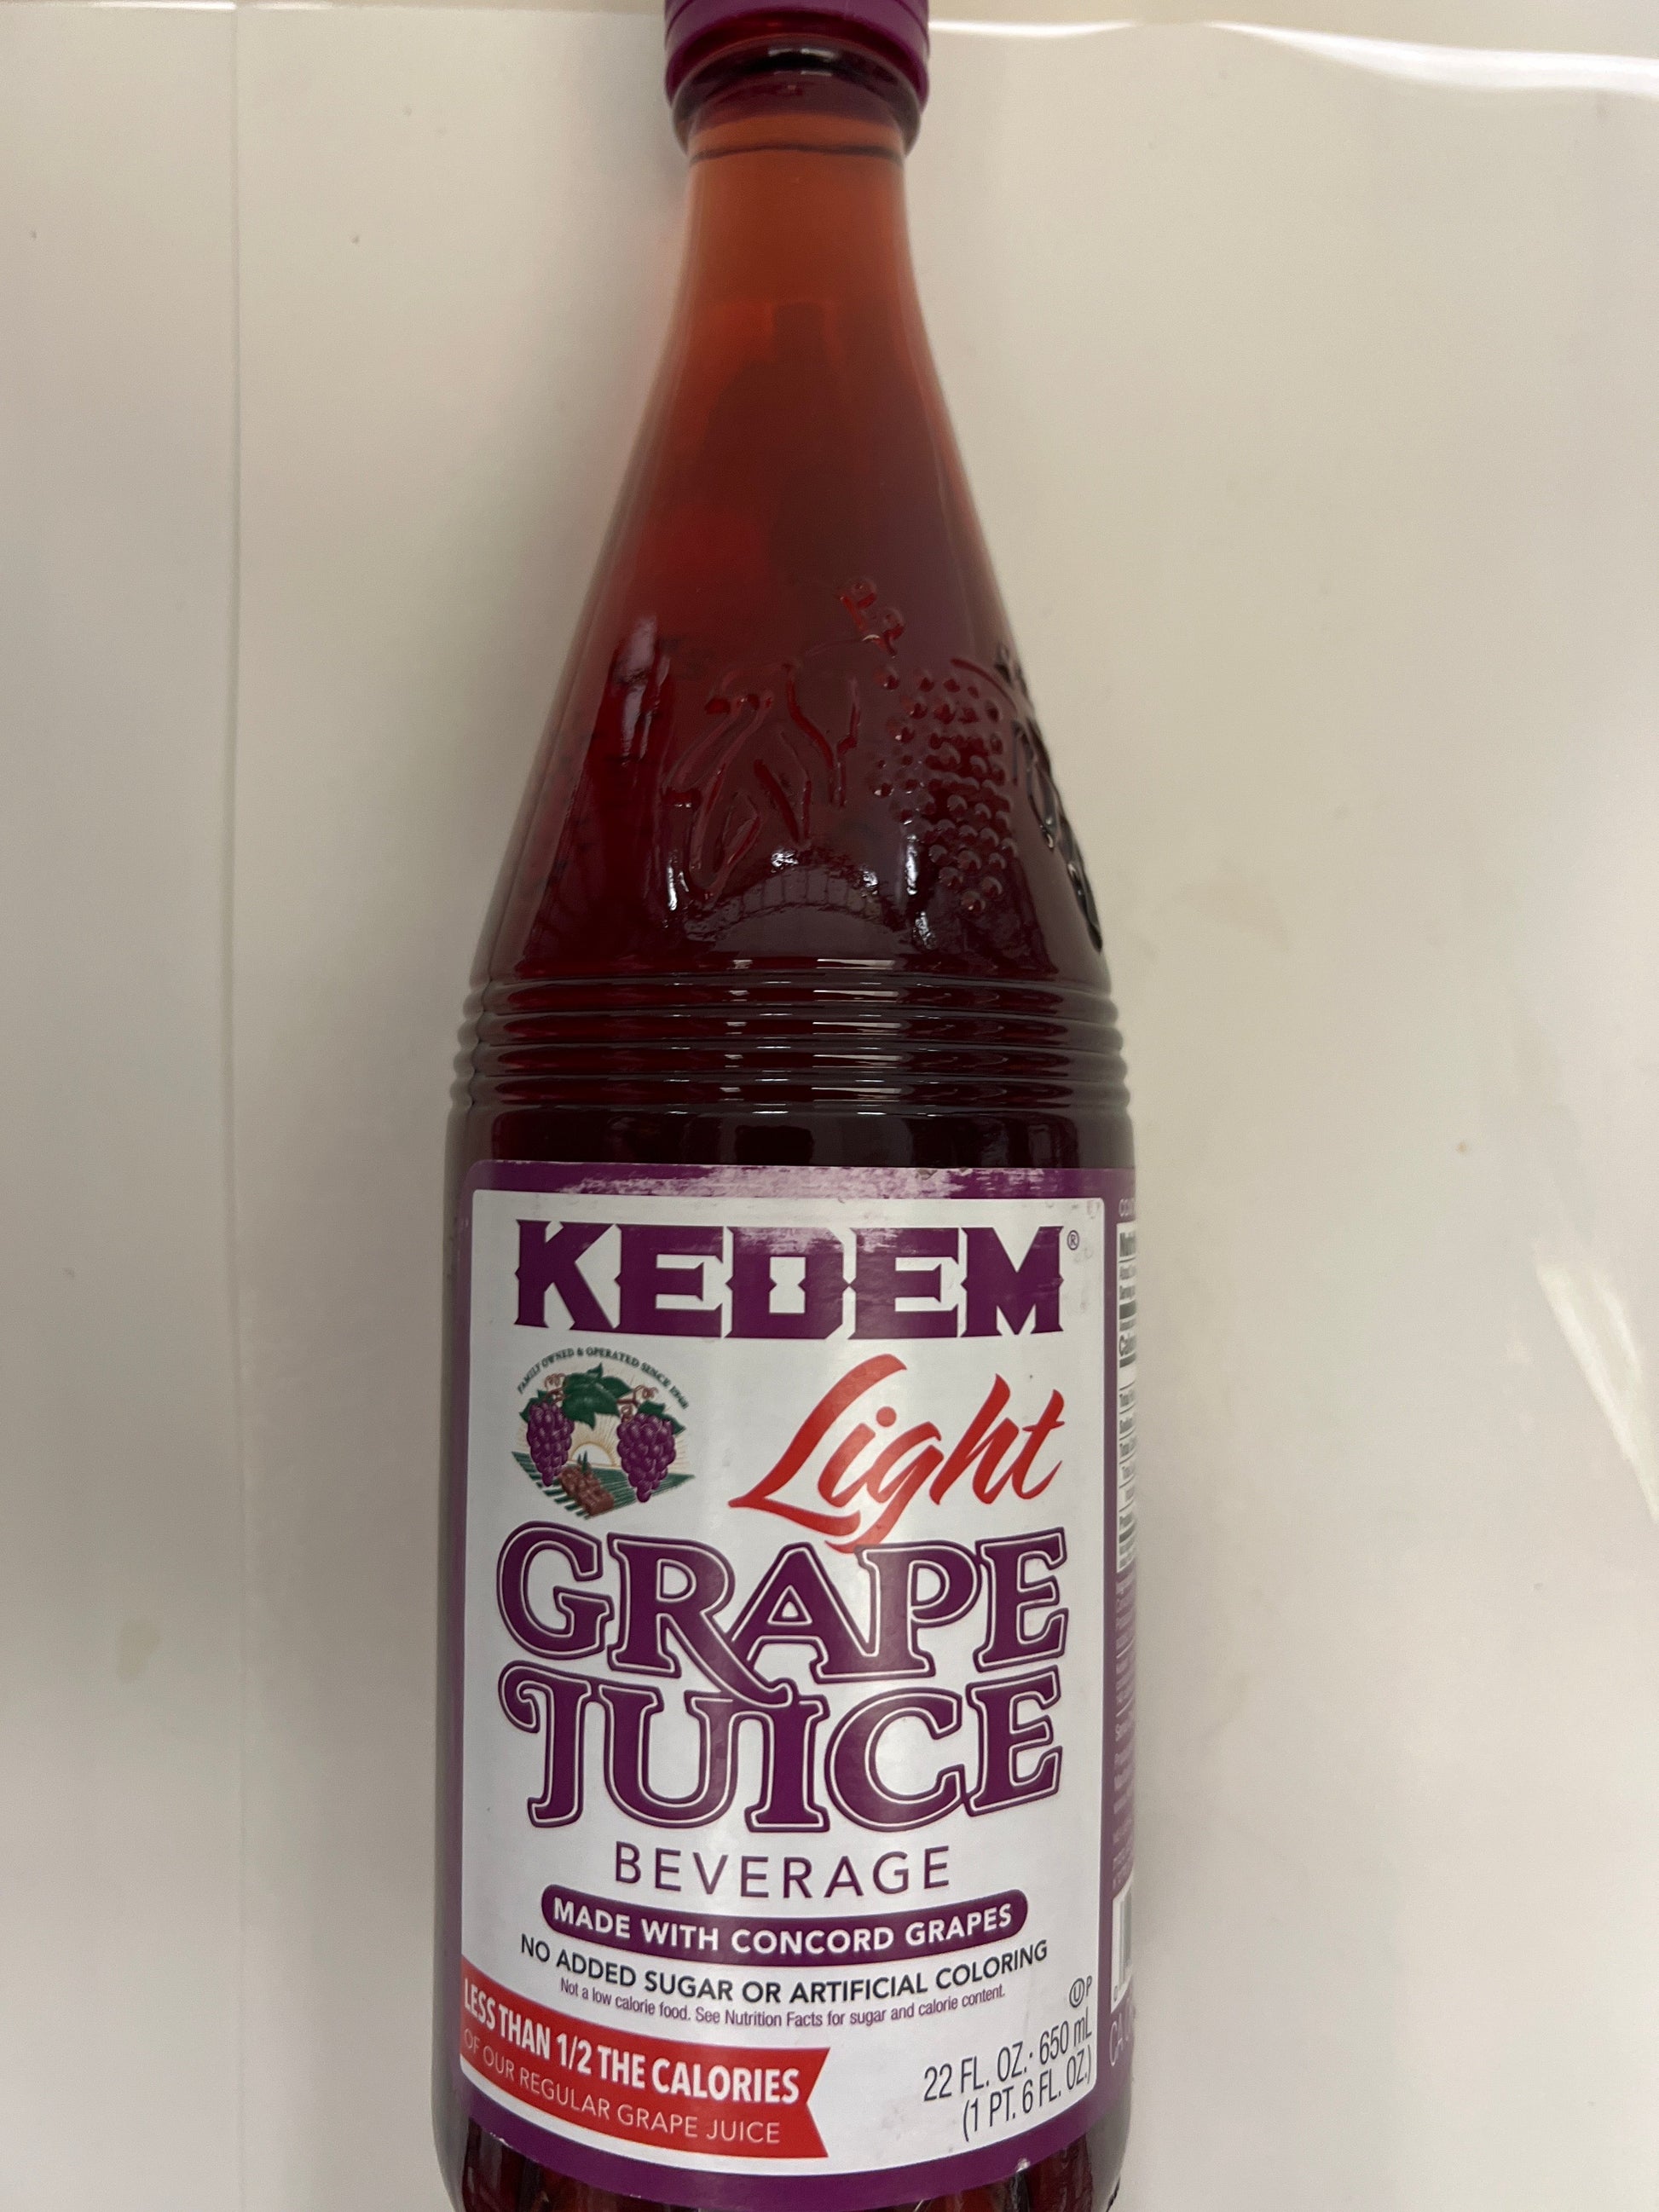 KEDEM®
FAMILY OWNED & OPERATED SINCE 1948
Light
GRAPE
JUICE
BEVERAGE
MADE WITH CONCORD GRAPES
NO ADDED SUGAR OR ARTIFICIAL COLORING
Not a low calorie food. See Nutrition Facts for sugar and calorie content.
LESS THAN 1/2 THE CALORIES
OF OUR REGULAR GRAPE JUICE
ⓊP
22 FL. OZ. · 650 mL
(1 PT. 6 FL. OZ.)